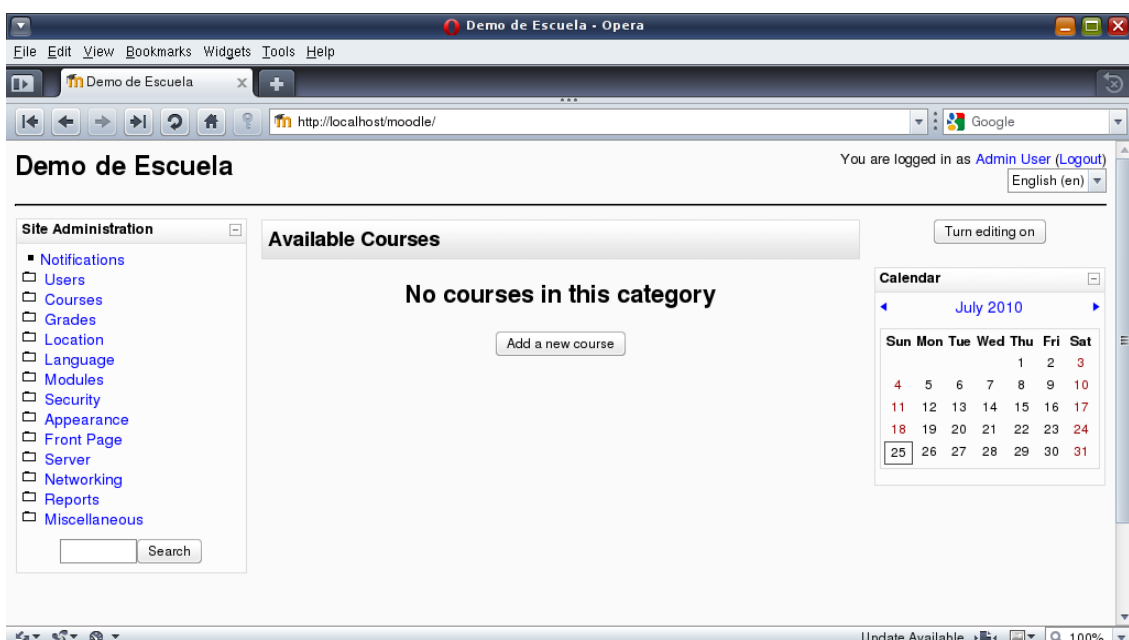 Demo de Escuela - Opera
File Edit View Bookmarks Widgets Tools Help
Demo de Escuela
http://localhost/moodle/
Google
Demo de Escuela
You are logged in as Admin User (Logout)
English (en)
Site Administration
Notifications
Users
Courses
Grades
Location
Language
Modules
Security
Appearance
Front Page
Server
Networking
Reports
Miscellaneous
Search
Available Courses
No courses in this category
Add a new course
Turn editing on
Calendar
July 2010
Sun Mon Tue Wed Thu Fri Sat
1 2 3
4 5 6 7 8 9 10
11 12 13 14 15 16 17
18 19 20 21 22 23 24
25 26 27 28 29 30 31
Update Available
100%